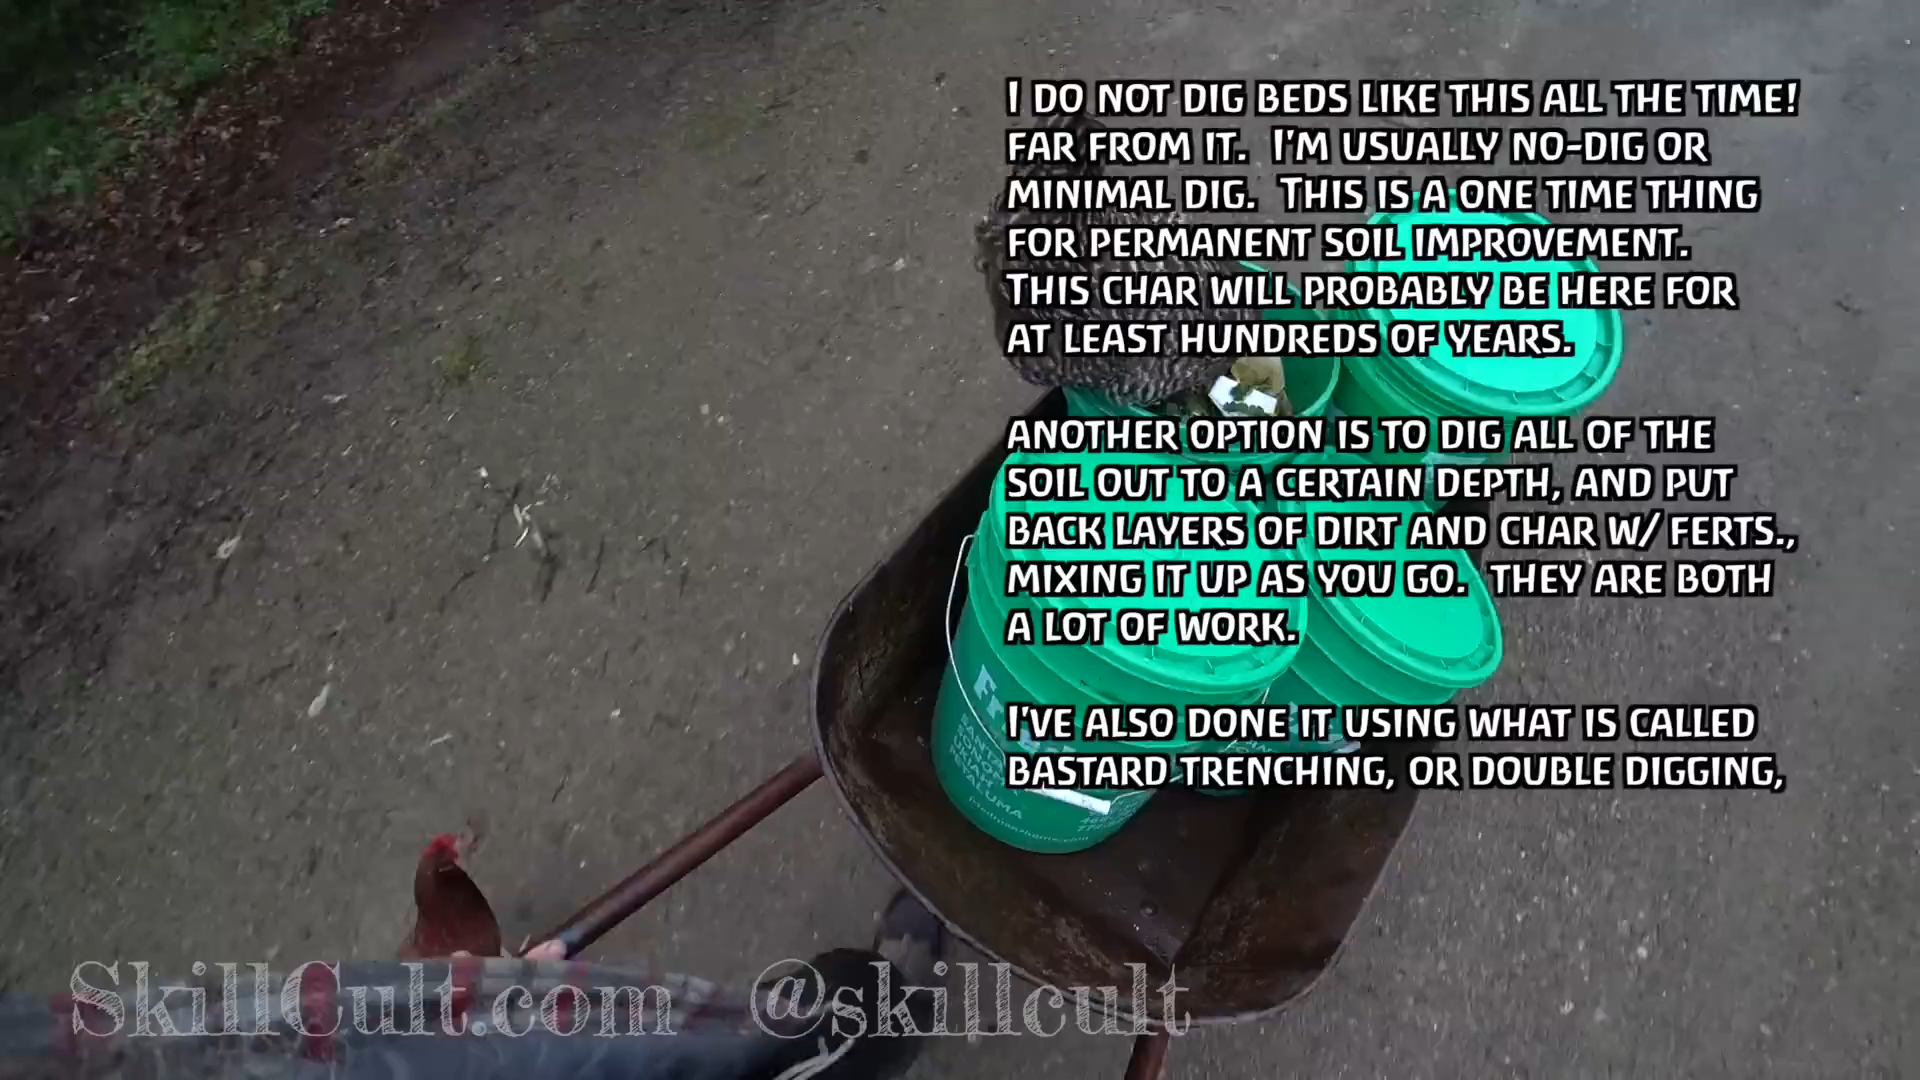 I DO NOT DIG BEDS LIKE THIS ALL THE TIME!
FAR FROM IT. I'M USUALLY NO-DIG OR
MINIMAL DIG. THIS IS A ONE TIME THING
FOR PERMANENT SOIL IMPROVEMENT.
THIS CHAR WILL PROBABLY BE HERE FOR
AT LEAST HUNDREDS OF YEARS.
ANOTHER OPTION IS TO DIG ALL OF THE
SOIL OUT TO A CERTAIN DEPTH, AND PUT
BACK LAYERS OF DIRT AND CHAR W/ FERTS.,
MIXING IT UP AS YOU GO. THEY ARE BOTH
A LOT OF WORK.
I'VE ALSO DONE IT USING WHAT IS CALLED
BASTARD TRENCHING, OR DOUBLE DIGGING,
PETALUMA
SkillCult.com @skillcult